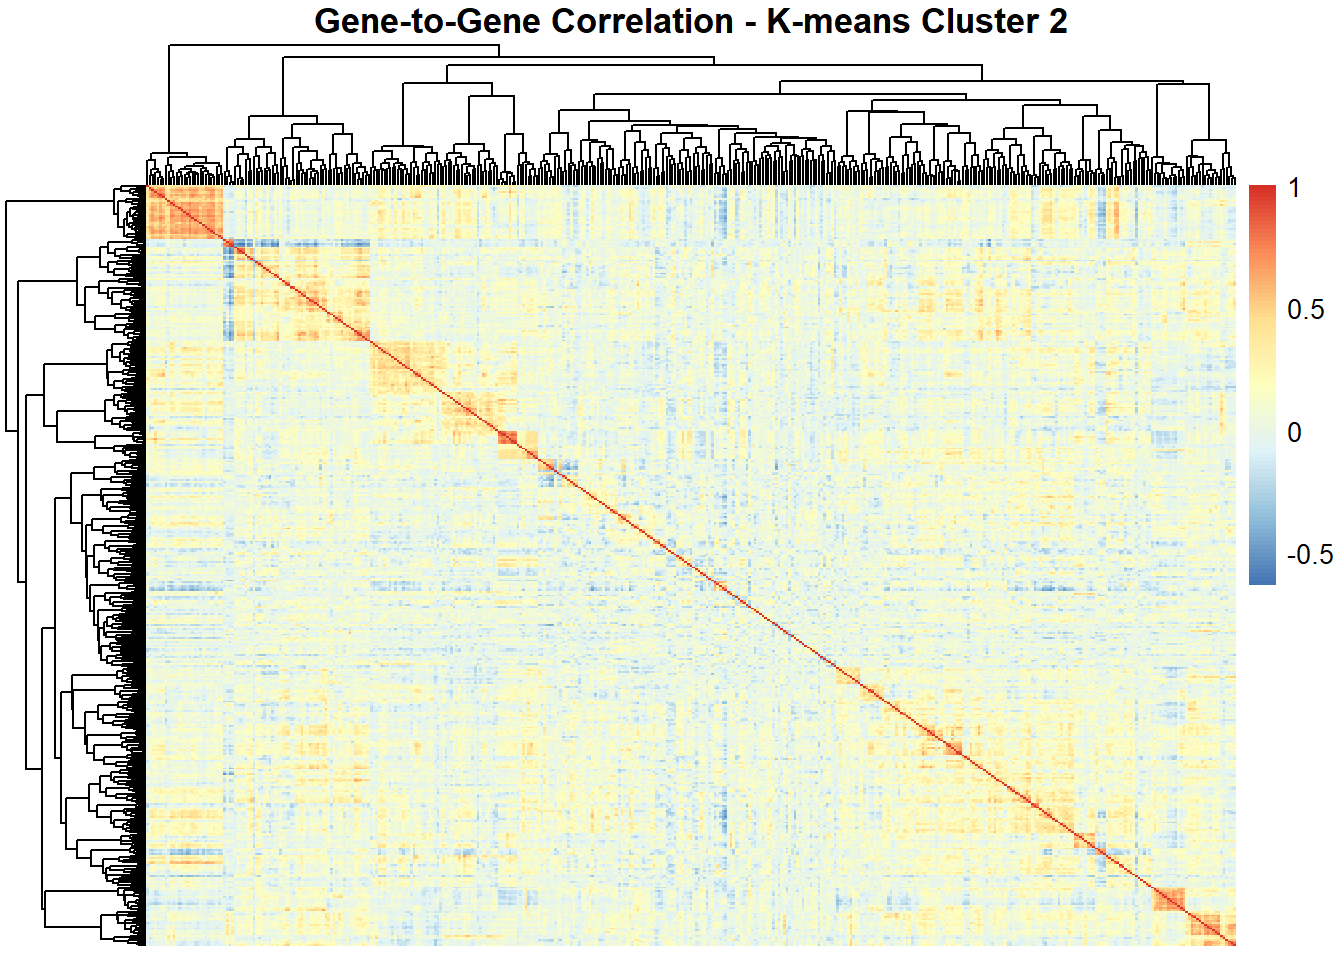 Gene-to-Gene Correlation - K-means Cluster 2
1
0.5
0
-0.5